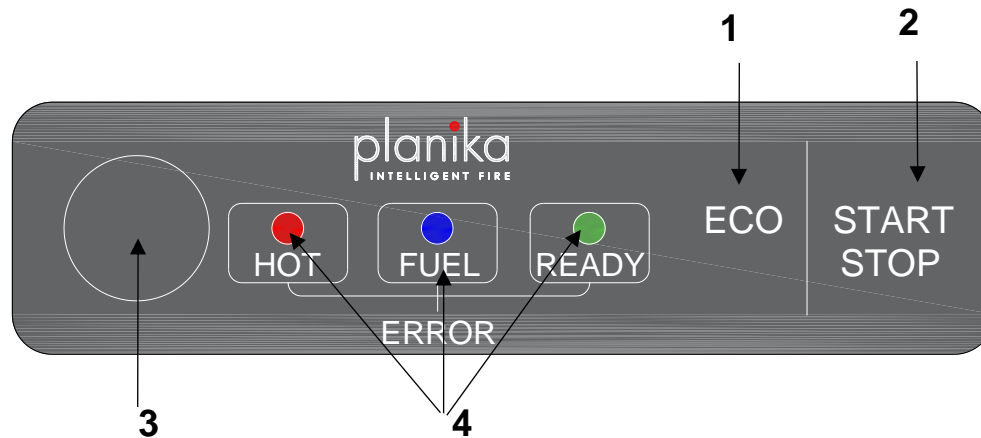 1
2
planika
INTELLIGENT FIRE
ECO
START
STOP
HOT
FUEL
READY
ERROR
3
4